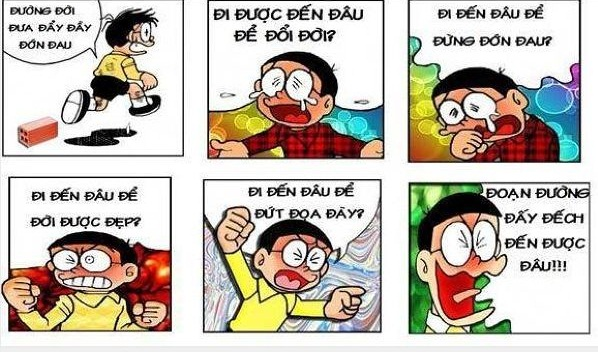 ĐƯỜNG ĐỜI
ĐƯA ĐẨY ĐẦY
ĐỚN ĐAU
ĐI ĐƯỢC ĐẾN ĐÂU
ĐỂ ĐỔI ĐỜI?
ĐI ĐẾN ĐÂU ĐỂ
ĐỪNG ĐỚN ĐAU?
ĐI ĐẾN ĐÂU ĐỂ
ĐỜI ĐƯỢC ĐẸP?
ĐI ĐẾN ĐÂU ĐỂ
ĐỨT ĐỌA ĐÀY?
ĐOẠN ĐƯỜNG
ĐẤY ĐẾCH
ĐẾN ĐƯỢC
ĐÂU!!!